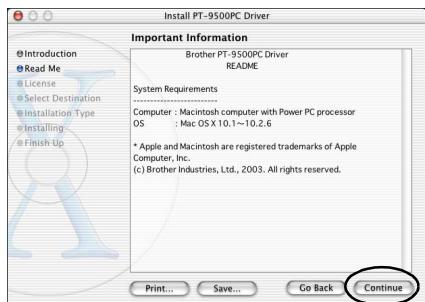 Install PT-9500PC Driver
Important Information
Introduction
Read Me
License
Select Destination
Installation Type
Installing
Finish Up
Brother PT-9500PC Driver
README
System Requirements
--------------------------
Computer : Macintosh computer with Power PC processor
OS : Mac OS X 10.1~10.2.6
* Apple and Macintosh are registered trademarks of Apple
Computer, Inc.
(c) Brother Industries, Ltd., 2003. All rights reserved.
Print... Save... Go Back Continue